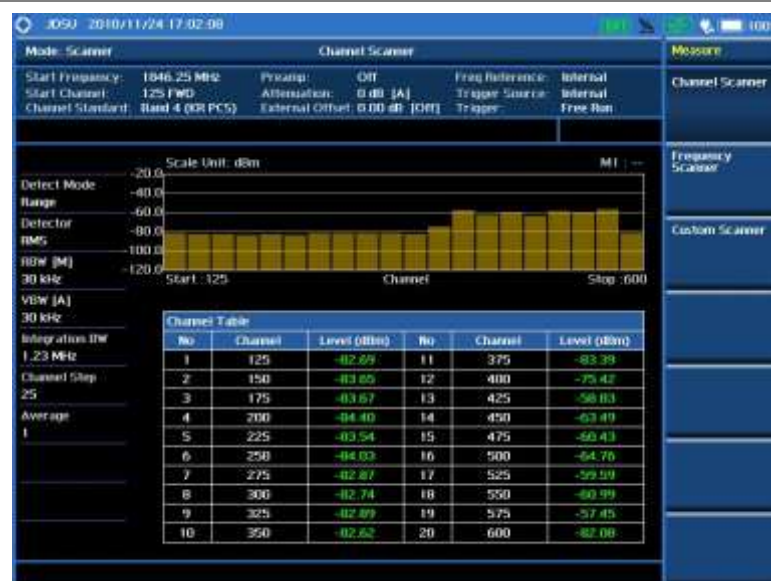 JDSU 2010/11/24 17:02:08
100
Mode: Scanner Channel Scanner Measure
Start Frequency: 1846.25 MHz Preamp: Off Freq Reference: Internal
Start Channel: 125 FWD Attenuation: 0 dB [A] Trigger Source: Internal
Channel Standard: Band 4 (KR PCS) External Offset: 0.00 dB [Off] Trigger: Free Run
Channel Scanner
Frequency Scanner
Custom Scanner
Scale Unit: dBm M1 : --
-20.0
-40.0
-60.0
-80.0
-100.0
-120.0
Start :125 Channel Stop :600
Detect Mode
Range
Detector
RMS
RBW [M]
30 kHz
VBW [A]
30 kHz
Integration BW
1.23 MHz
Channel Step
25
Average
1
Channel Table
No Channel Level (dBm) No Channel Level (dBm)
1 125 -82.69 11 375 -83.39
2 150 -83.65 12 400 -75.42
3 175 -83.67 13 425 -58.83
4 200 -84.40 14 450 -63.49
5 225 -83.54 15 475 -60.43
6 250 -84.03 16 500 -64.76
7 275 -82.87 17 525 -59.59
8 300 -82.74 18 550 -60.99
9 325 -82.89 19 575 -57.45
10 350 -82.62 20 600 -82.08